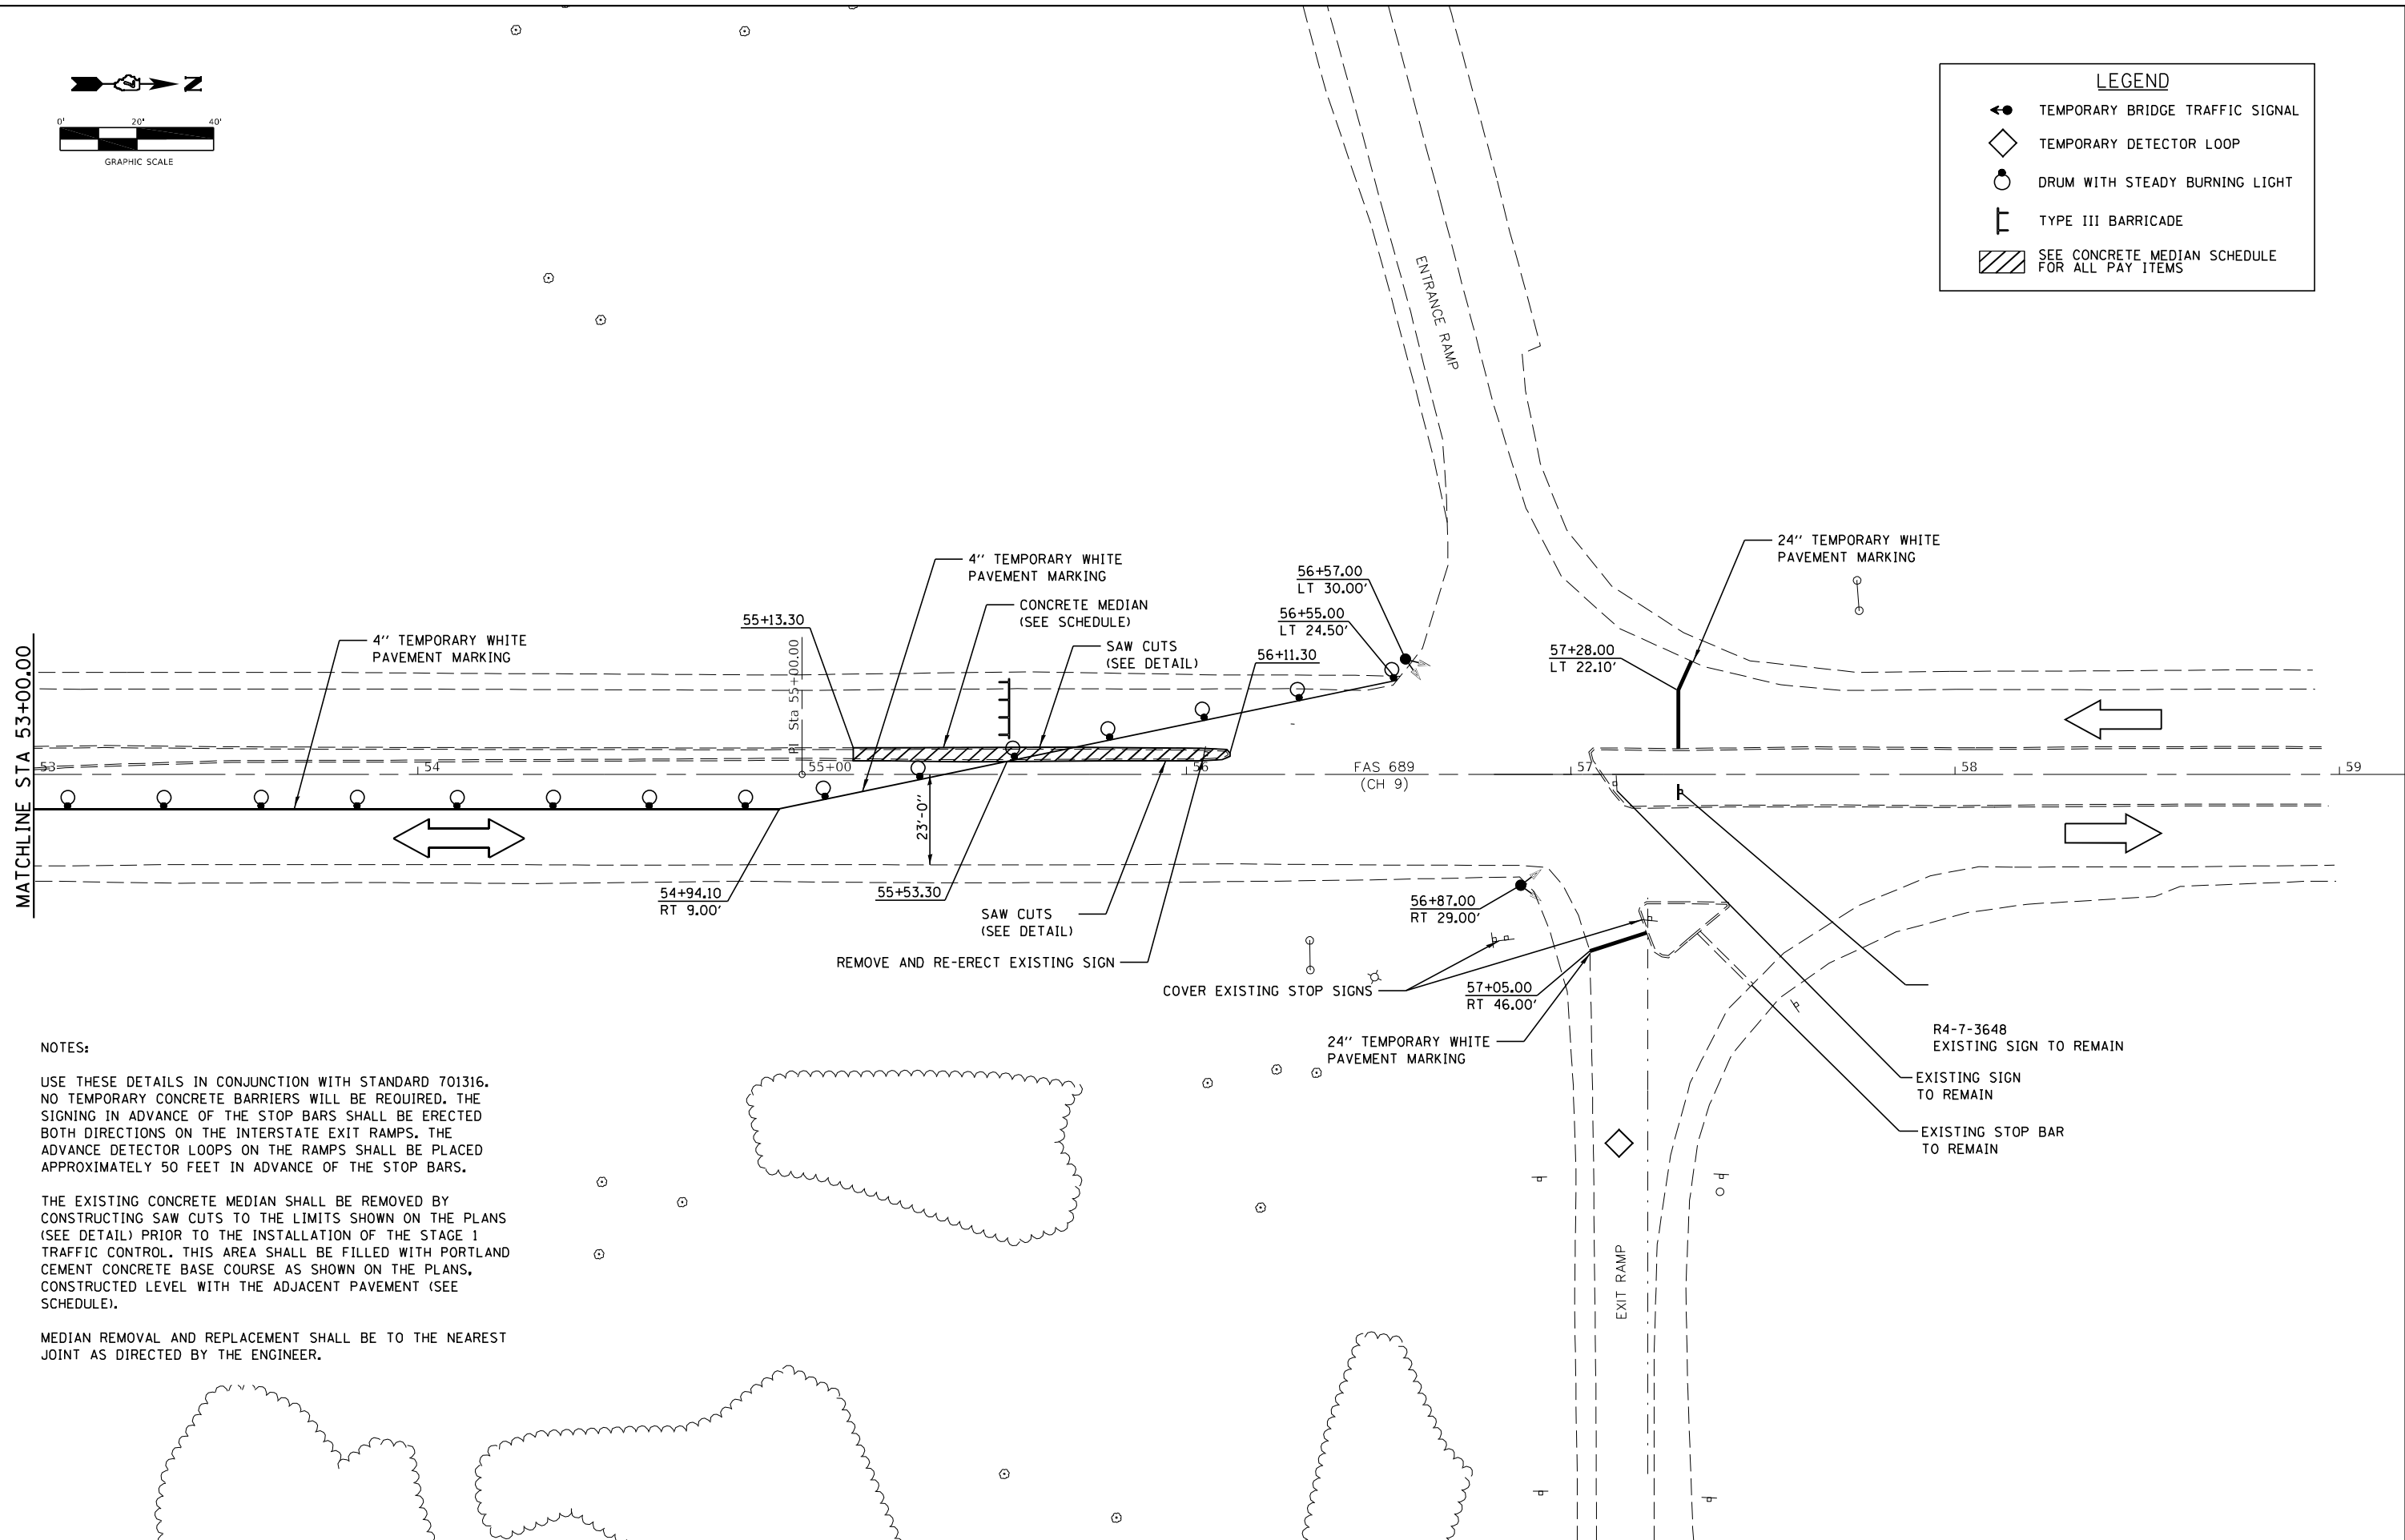 N
0' 20' 40'
GRAPHIC SCALE
LEGEND
TEMPORARY BRIDGE TRAFFIC SIGNAL
TEMPORARY DETECTOR LOOP
DRUM WITH STEADY BURNING LIGHT
TYPE III BARRICADE
SEE CONCRETE MEDIAN SCHEDULE
FOR ALL PAY ITEMS
ENTRANCE RAMP
24'' TEMPORARY WHITE
PAVEMENT MARKING
4'' TEMPORARY WHITE
PAVEMENT MARKING
56+57.00
LT 30.00'
CONCRETE MEDIAN
(SEE SCHEDULE)
56+55.00
LT 24.50'
55+13.30
4'' TEMPORARY WHITE
PAVEMENT MARKING
SAW CUTS
(SEE DETAIL)
56+11.30
57+28.00
LT 22.10'
MATCHLINE STA 53+00.00
PI Sta 55+00.00
53 54 55+00 56 57 58 59
FAS 689
(CH 9)
23'-0''
54+94.10
RT 9.00'
55+53.30
56+87.00
RT 29.00'
SAW CUTS
(SEE DETAIL)
REMOVE AND RE-ERECT EXISTING SIGN
COVER EXISTING STOP SIGNS
57+05.00
RT 46.00'
24'' TEMPORARY WHITE
PAVEMENT MARKING
R4-7-3648
EXISTING SIGN TO REMAIN
EXISTING SIGN
TO REMAIN
EXISTING STOP BAR
TO REMAIN
EXIT RAMP
NOTES:
USE THESE DETAILS IN CONJUNCTION WITH STANDARD 701316.
NO TEMPORARY CONCRETE BARRIERS WILL BE REQUIRED. THE
SIGNING IN ADVANCE OF THE STOP BARS SHALL BE ERECTED
BOTH DIRECTIONS ON THE INTERSTATE EXIT RAMPS. THE
ADVANCE DETECTOR LOOPS ON THE RAMPS SHALL BE PLACED
APPROXIMATELY 50 FEET IN ADVANCE OF THE STOP BARS.
THE EXISTING CONCRETE MEDIAN SHALL BE REMOVED BY
CONSTRUCTING SAW CUTS TO THE LIMITS SHOWN ON THE PLANS
(SEE DETAIL) PRIOR TO THE INSTALLATION OF THE STAGE 1
TRAFFIC CONTROL. THIS AREA SHALL BE FILLED WITH PORTLAND
CEMENT CONCRETE BASE COURSE AS SHOWN ON THE PLANS,
CONSTRUCTED LEVEL WITH THE ADJACENT PAVEMENT (SEE
SCHEDULE).
MEDIAN REMOVAL AND REPLACEMENT SHALL BE TO THE NEAREST
JOINT AS DIRECTED BY THE ENGINEER.